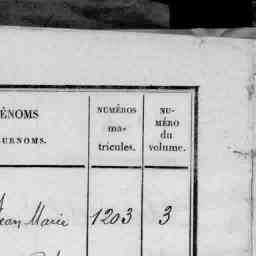 ÉNOMS
URNOMS.
NUMÉROS
ma-
tricules.
NU-
MÉRO
du
volume.
Jean Marie 1203 3